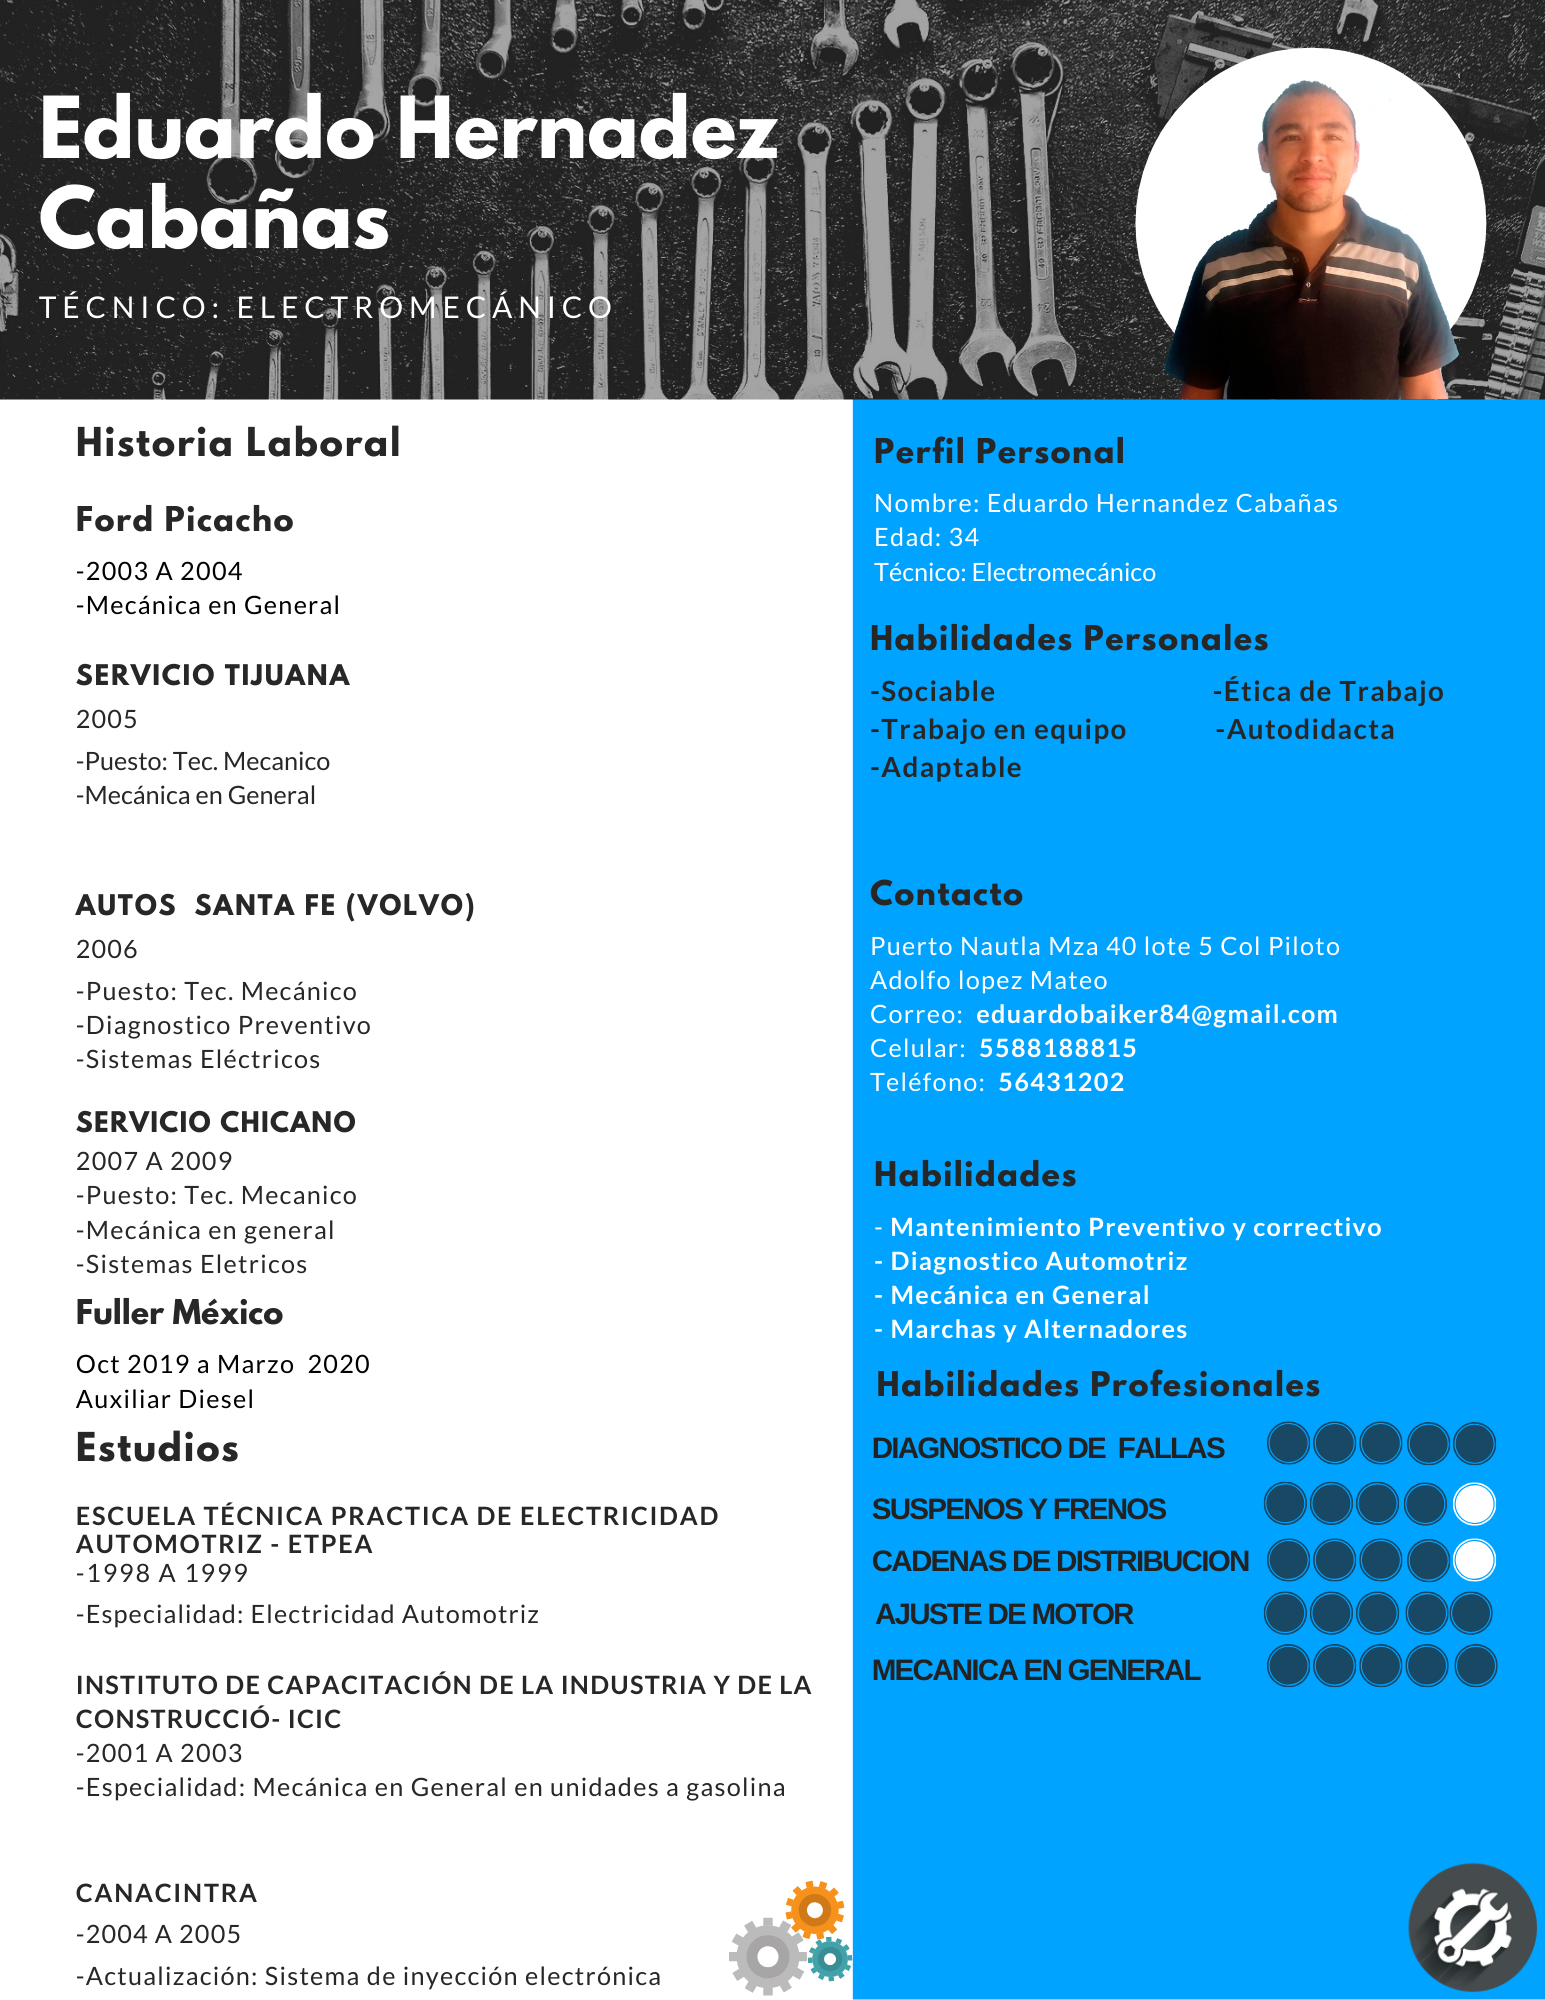 Eduardo Hernadez
Cabañas
TÉCNICO: ELECTROMECÁNICO
Historia Laboral
Ford Picacho
-2003 A 2004
-Mecánica en General
SERVICIO TIJUANA
2005
-Puesto: Tec. Mecanico
-Mecánica en General
AUTOS SANTA FE (VOLVO)
2006
-Puesto: Tec. Mecánico
-Diagnostico Preventivo
-Sistemas Eléctricos
SERVICIO CHICANO
2007 A 2009
-Puesto: Tec. Mecanico
-Mecánica en general
-Sistemas Eletricos
Fuller México
Oct 2019 a Marzo 2020
Auxiliar Diesel
Estudios
ESCUELA TÉCNICA PRACTICA DE ELECTRICIDAD
AUTOMOTRIZ - ETPEA
-1998 A 1999
-Especialidad: Electricidad Automotriz
INSTITUTO DE CAPACITACIÓN DE LA INDUSTRIA Y DE LA
CONSTRUCCIÓ- ICIC
-2001 A 2003
-Especialidad: Mecánica en General en unidades a gasolina
CANACINTRA
-2004 A 2005
-Actualización: Sistema de inyección electrónica
Perfil Personal
Nombre: Eduardo Hernandez Cabañas
Edad: 34
Técnico: Electromecánico
Habilidades Personales
-Sociable -Ética de Trabajo
-Trabajo en equipo -Autodidacta
-Adaptable
Contacto
Puerto Nautla Mza 40 lote 5 Col Piloto
Adolfo lopez Mateo
Correo: eduardobaiker84@gmail.com
Celular: 5588188815
Teléfono: 56431202
Habilidades
- Mantenimiento Preventivo y correctivo
- Diagnostico Automotriz
- Mecánica en General
- Marchas y Alternadores
Habilidades Profesionales
DIAGNOSTICO DE FALLAS
SUSPENOS Y FRENOS
CADENAS DE DISTRIBUCION
AJUSTE DE MOTOR
MECANICA EN GENERAL